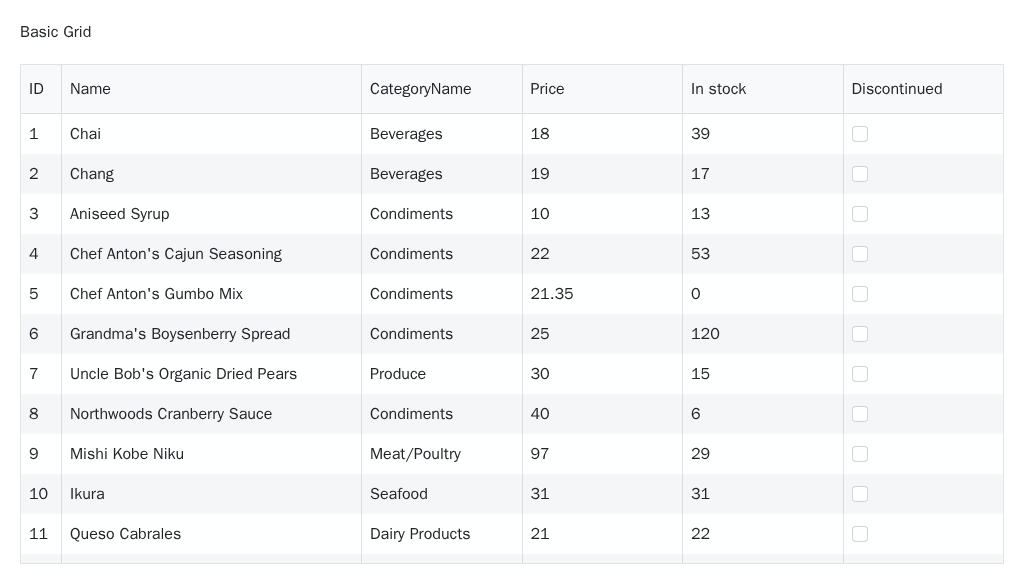 Basic Grid
ID Name CategoryName Price In stock Discontinued
1 Chai Beverages 18 39
2 Chang Beverages 19 17
3 Aniseed Syrup Condiments 10 13
4 Chef Anton's Cajun Seasoning Condiments 22 53
5 Chef Anton's Gumbo Mix Condiments 21.35 0
6 Grandma's Boysenberry Spread Condiments 25 120
7 Uncle Bob's Organic Dried Pears Produce 30 15
8 Northwoods Cranberry Sauce Condiments 40 6
9 Mishi Kobe Niku Meat/Poultry 97 29
10 Ikura Seafood 31 31
11 Queso Cabrales Dairy Products 21 22